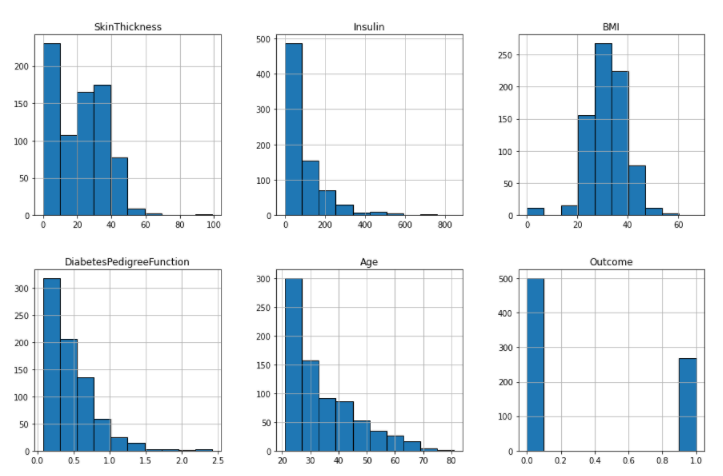 SkinThickness Insulin BMI
200 150 100 50 0
0 20 40 60 80 100
500 400 300 200 100 0
0 200 400 600 800
250 200 150 100 50 0
0 20 40 60
DiabetesPedigreeFunction Age Outcome
300 250 200 150 100 50 0
0.0 0.5 1.0 1.5 2.0 2.5
300 250 200 150 100 50 0
20 30 40 50 60 70 80
500 400 300 200 100 0
0.0 0.2 0.4 0.6 0.8 1.0